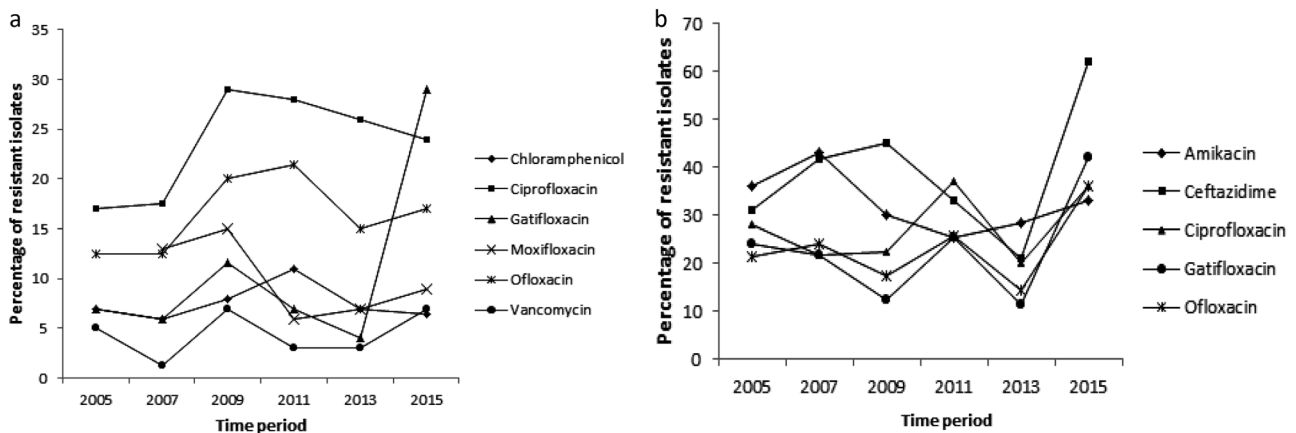 a
Percentage of resistant isolates
35
30
25
20
15
10
5
0
2005 2007 2009 2011 2013 2015
Time period
Chloramphenicol
Ciprofloxacin
Gatifloxacin
Moxifloxacin
Ofloxacin
Vancomycin
b
Percentage of resistant isolates
70
60
50
40
30
20
10
0
2005 2007 2009 2011 2013 2015
Time period
Amikacin
Ceftazidime
Ciprofloxacin
Gatifloxacin
Ofloxacin